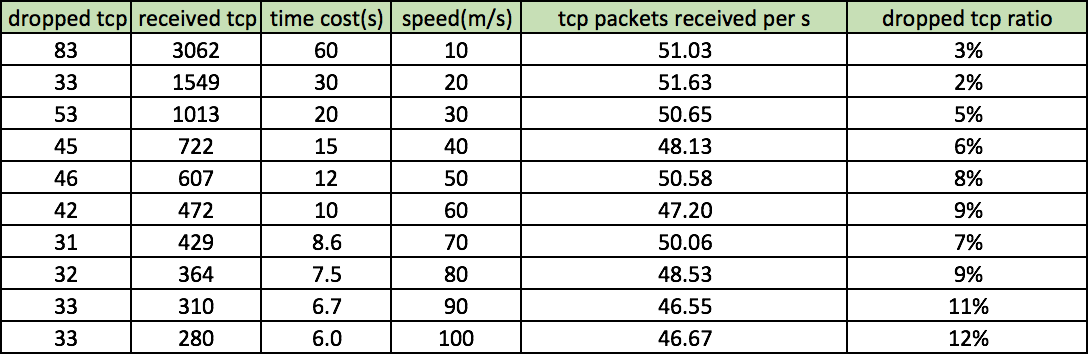 dropped tcp received tcp time cost(s) speed(m/s) tcp packets received per s dropped tcp ratio
83 3062 60 10 51.03 3%
33 1549 30 20 51.63 2%
53 1013 20 30 50.65 5%
45 722 15 40 48.13 6%
46 607 12 50 50.58 8%
42 472 10 60 47.20 9%
31 429 8.6 70 50.06 7%
32 364 7.5 80 48.53 9%
33 310 6.7 90 46.55 11%
33 280 6.0 100 46.67 12%